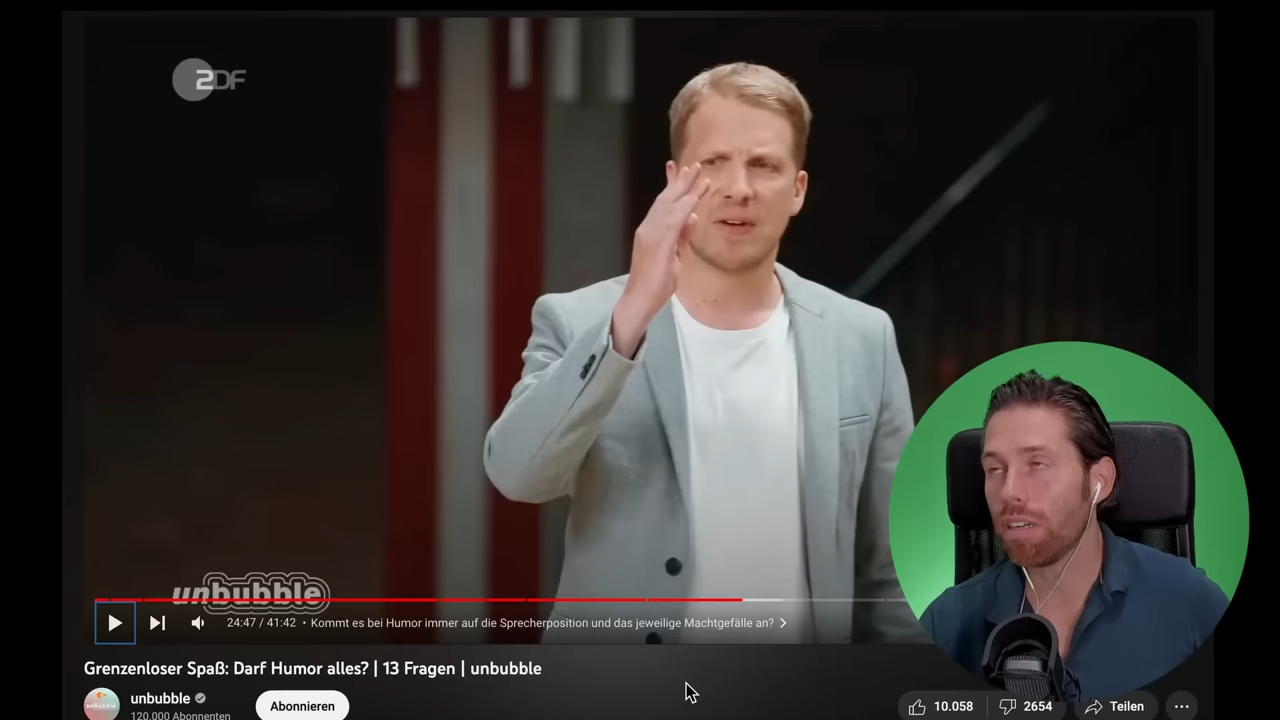 2DF
unbubble
24:47 / 41:42 • Kommt es bei Humor immer auf die Sprecherposition und das jeweilige Machtgefälle an?
Grenzenloser Spaß: Darf Humor alles? | 13 Fragen | unbubble
unbubble
120.000 Abonnenten
Abonnieren
10.058
2654
Teilen